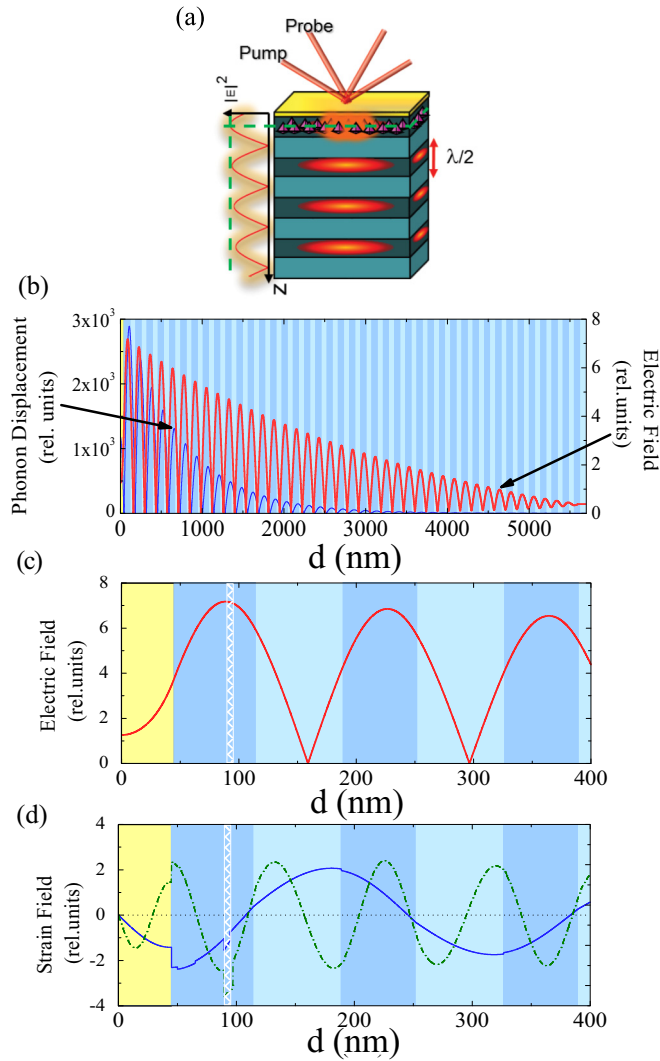 (a)
Probe
Pump
|E|²
λ/2
Z
(b)
Phonon Displacement
(rel. units)
3x10³
2x10³
1x10³
0
8
6
4
2
0
Electric Field
(rel.units)
0 1000 2000 3000 4000 5000
d (nm)
(c)
Electric Field
(rel.units)
8
6
4
2
0
0 100 200 300 400
d (nm)
(d)
Strain Field
(rel.units)
4
2
0
-2
-4
0 100 200 300 400
d (nm)